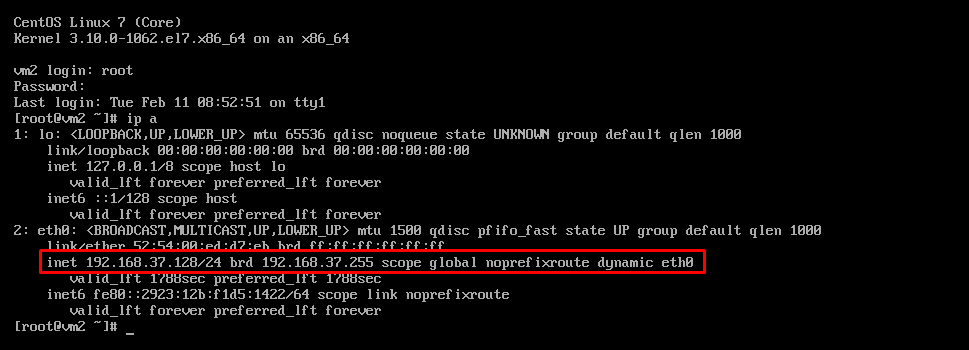 CentOS Linux 7 (Core)
Kernel 3.10.0-1062.el7.x86_64 on an x86_64
vm2 login: root
Password:
Last login: Tue Feb 11 08:52:51 on tty1
[root@vm2 ~]# ip a
1: lo: <LOOPBACK,UP,LOWER_UP> mtu 65536 qdisc noqueue state UNKNOWN group default qlen 1000
    link/loopback 00:00:00:00:00:00 brd 00:00:00:00:00:00
    inet 127.0.0.1/8 scope host lo
       valid_lft forever preferred_lft forever
    inet6 ::1/128 scope host
       valid_lft forever preferred_lft forever
2: eth0: <BROADCAST,MULTICAST,UP,LOWER_UP> mtu 1500 qdisc pfifo_fast state UP group default qlen 1000
    link/ether 52:54:00:ed:d7:eb brd ff:ff:ff:ff:ff:ff
    inet 192.168.37.128/24 brd 192.168.37.255 scope global noprefixroute dynamic eth0
       valid_lft 1788sec preferred_lft 1788sec
    inet6 fe80::2923:12b:f1d5:1422/64 scope link noprefixroute
       valid_lft forever preferred_lft forever
[root@vm2 ~]# _